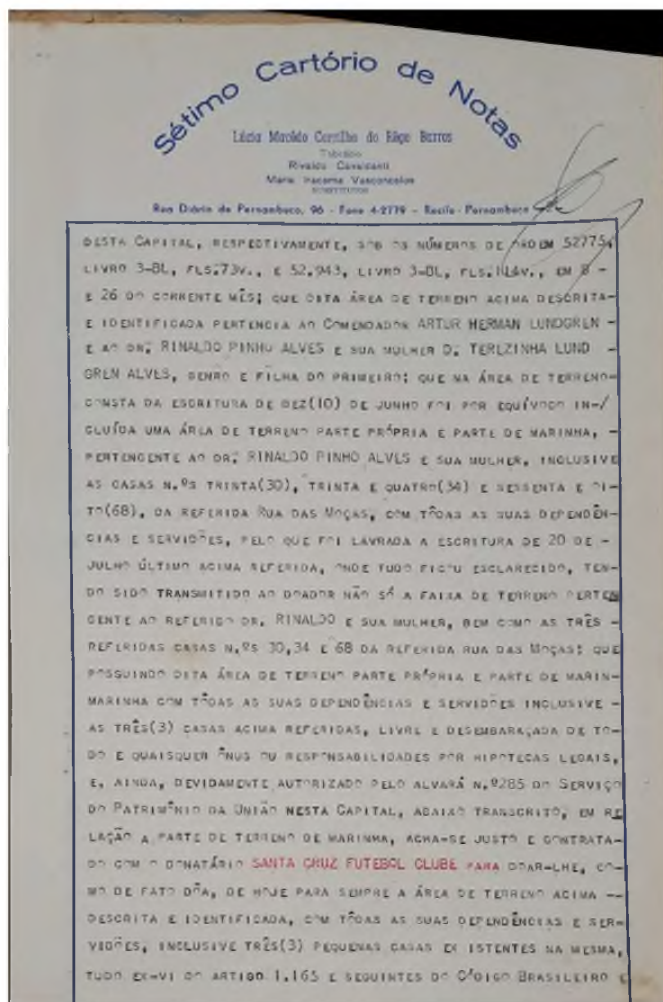 Sétimo Cartório de Notas
Tabelião
Rivaldo Cavalcanti
Maria Iracema Vasconcelos
SUBSTITUTOS
Rua Diário de Pernambuco, 96 - Fone 4-2779 - Recife - Pernambuco
DESTA CAPITAL, RESPECTIVAMENTE, SOB OS NÚMEROS DE ORDEM 52775,
LIVRO 3-BL, FLS.73V., E 52.943, LIVRO 3-BL, FLS.114V., EM 8 -
E 26 DO CORRENTE MÊS; QUE DITA ÁREA DE TERRENO ACIMA DESCRITA-
E IDENTIFICADA PERTENCIA AO COMENDADOR ARTUR HERMAN LUNDGREN -
E AO DR. RINALDO PINHO ALVES E SUA MULHER D. TEREZINHA LUND -
GREN ALVES, GENRO E FILHA DO PRIMEIRO; QUE NA ÁREA DE TERRENO-
CONSTA DA ESCRITURA DE DEZ(10) DE JUNHO FOI POR EQUÍVOCO IN-/
CLUÍDA UMA ÁREA DE TERRENO PARTE PRÓPRIA E PARTE DE MARINHA, -
PERTENCENTE AO DR. RINALDO PINHO ALVES E SUA MULHER, INCLUSIVE
AS CASAS N.ºS TRINTA(30), TRINTA E QUATRO(34) E SESSENTA E OI-
TO(68), DA REFERIDA RUA DAS MOÇAS, COM TÔDAS AS SUAS DEPENDÊN-
CIAS E SERVIDÕES, PELO QUE FOI LAVRADA A ESCRITURA DE 20 DE -
JULHO ÚLTIMO ACIMA REFERIDA, ONDE TUDO FICOU ESCLARECIDO, TEN-
DO SIDO TRANSMITIDO AO DOADOR NÃO SÓ A FAIXA DE TERRENO PERTEN
CENTE AO REFERIDO DR. RINALDO E SUA MULHER, BEM COMO AS TRÊS -
REFERIDAS CASAS N.ºS 30,34 E 68 DA REFERIDA RUA DAS MOÇAS; QUE
POSSUINDO DITA ÁREA DE TERRENO PARTE PRÓPRIA E PARTE DE MARIN-
MARINHA COM TÔDAS AS SUAS DEPENDÊNCIAS E SERVIDÕES INCLUSIVE -
AS TRÊS(3) CASAS ACIMA REFERIDAS, LIVRE E DESEMBARAÇADA DE TO-
DO E QUAISQUER ÔNUS OU RESPONSABILIDADES POR HIPOTECAS LEGAIS,
E, AINDA, DEVIDAMENTE AUTORIZADO PELO ALVARÁ N.º285 DO SERVIÇO
DO PATRIMÔNIO DA UNIÃO NESTA CAPITAL, ABAIXO TRANSCRITO, EM RE
LAÇÃO A PARTE DE TERRENO DE MARINHA, ACHA-SE JUSTO E CONTRATA-
DO COM O DONATÁRIO SANTA CRUZ FUTEBOL CLUBE PARA DOAR-LHE, CO-
MO DE FATO DÔA, DE HOJE PARA SEMPRE A ÁREA DE TERRENO ACIMA --
DESCRITA E IDENTIFICADA, COM TÔDAS AS SUAS DEPENDÊNCIAS E SER-
VIDÕES, INCLUSIVE TRÊS(3) PEQUENAS CASAS EXISTENTES NA MESMA,
TUDO EX-VI DO ARTIGO 1.165 E SEGUINTES DO CÓDIGO BRASILEIRO E